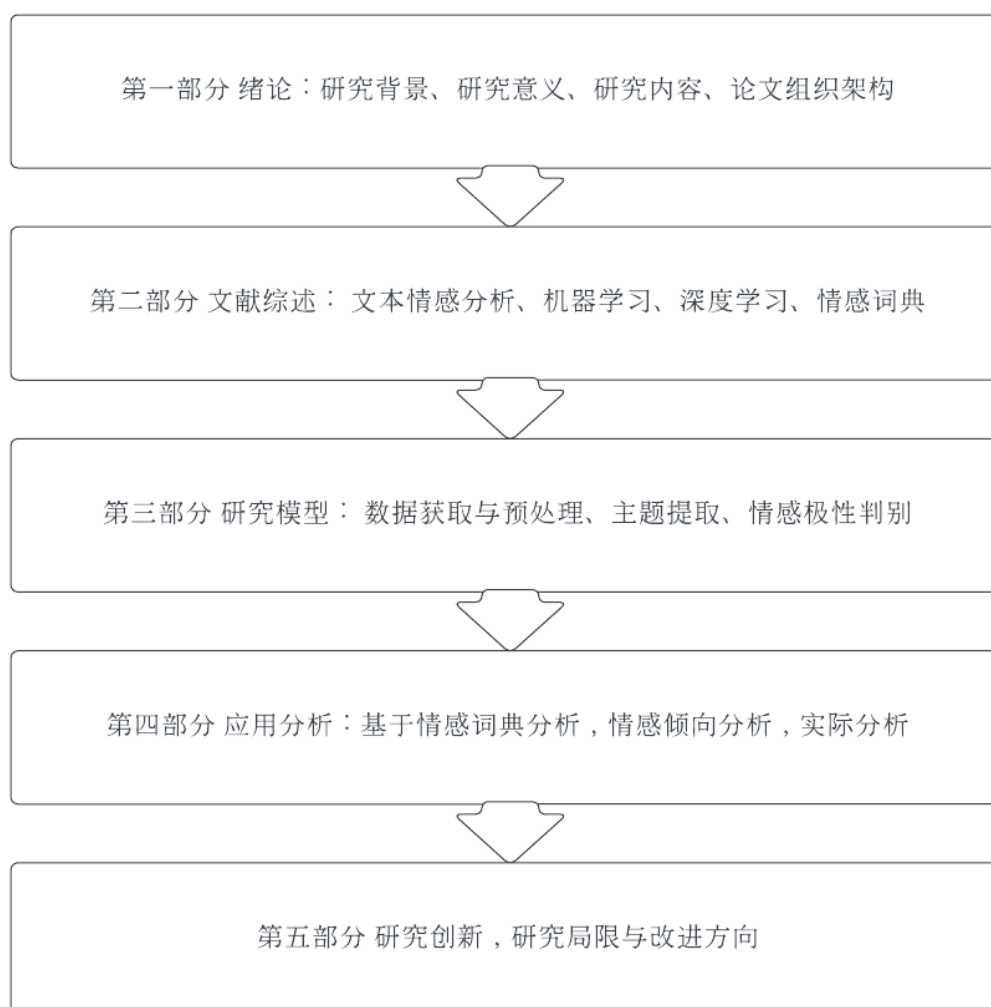 第一部分 绪论：研究背景、研究意义、研究内容、论文组织架构
第二部分 文献综述： 文本情感分析、机器学习、深度学习、情感词典
第三部分 研究模型： 数据获取与预处理、主题提取、情感极性判别
第四部分 应用分析：基于情感词典分析，情感倾向分析，实际分析
第五部分 研究创新，研究局限与改进方向